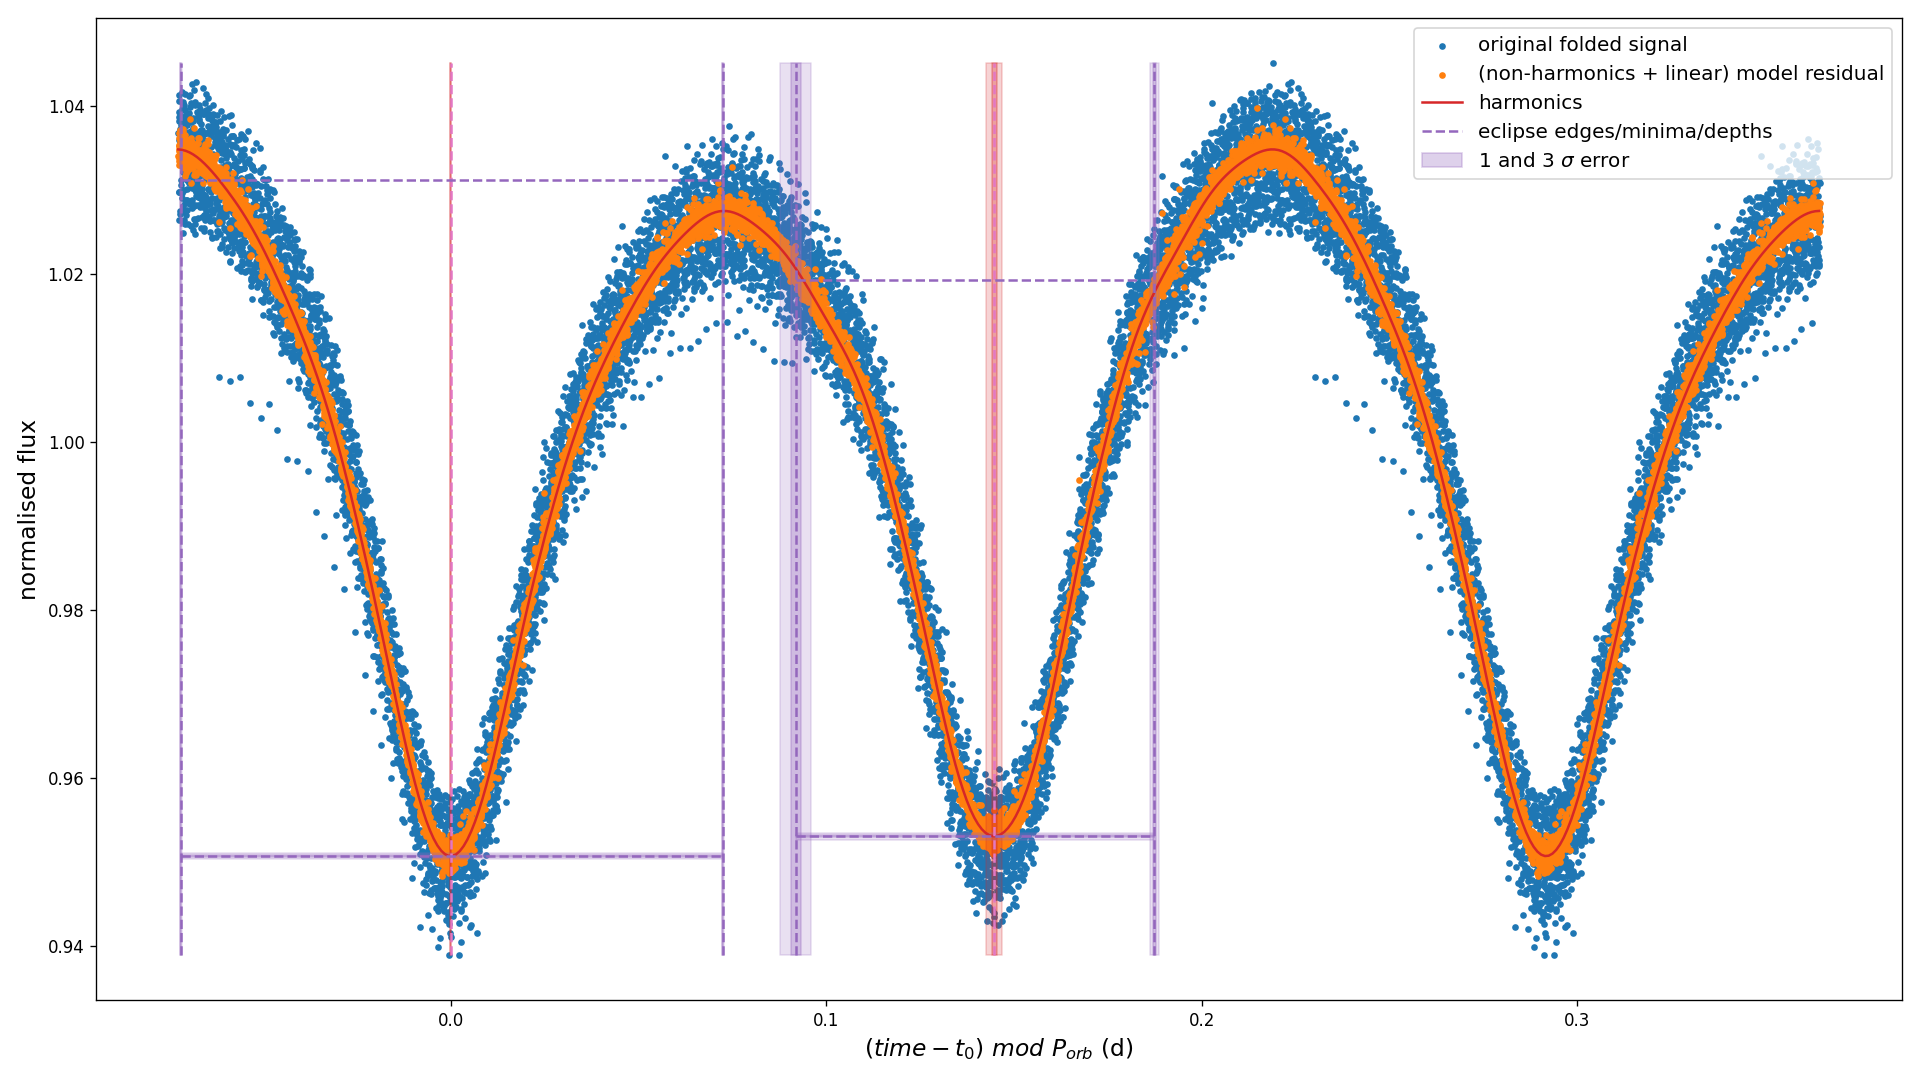 original folded signal
(non-harmonics + linear) model residual
harmonics
eclipse edges/minima/depths
1 and 3 σ error
1.04
1.02
1.00
0.98
0.96
0.94
normalised flux
0.0
0.1
0.2
0.3
(time − t₀) mod Pₒᵣb (d)